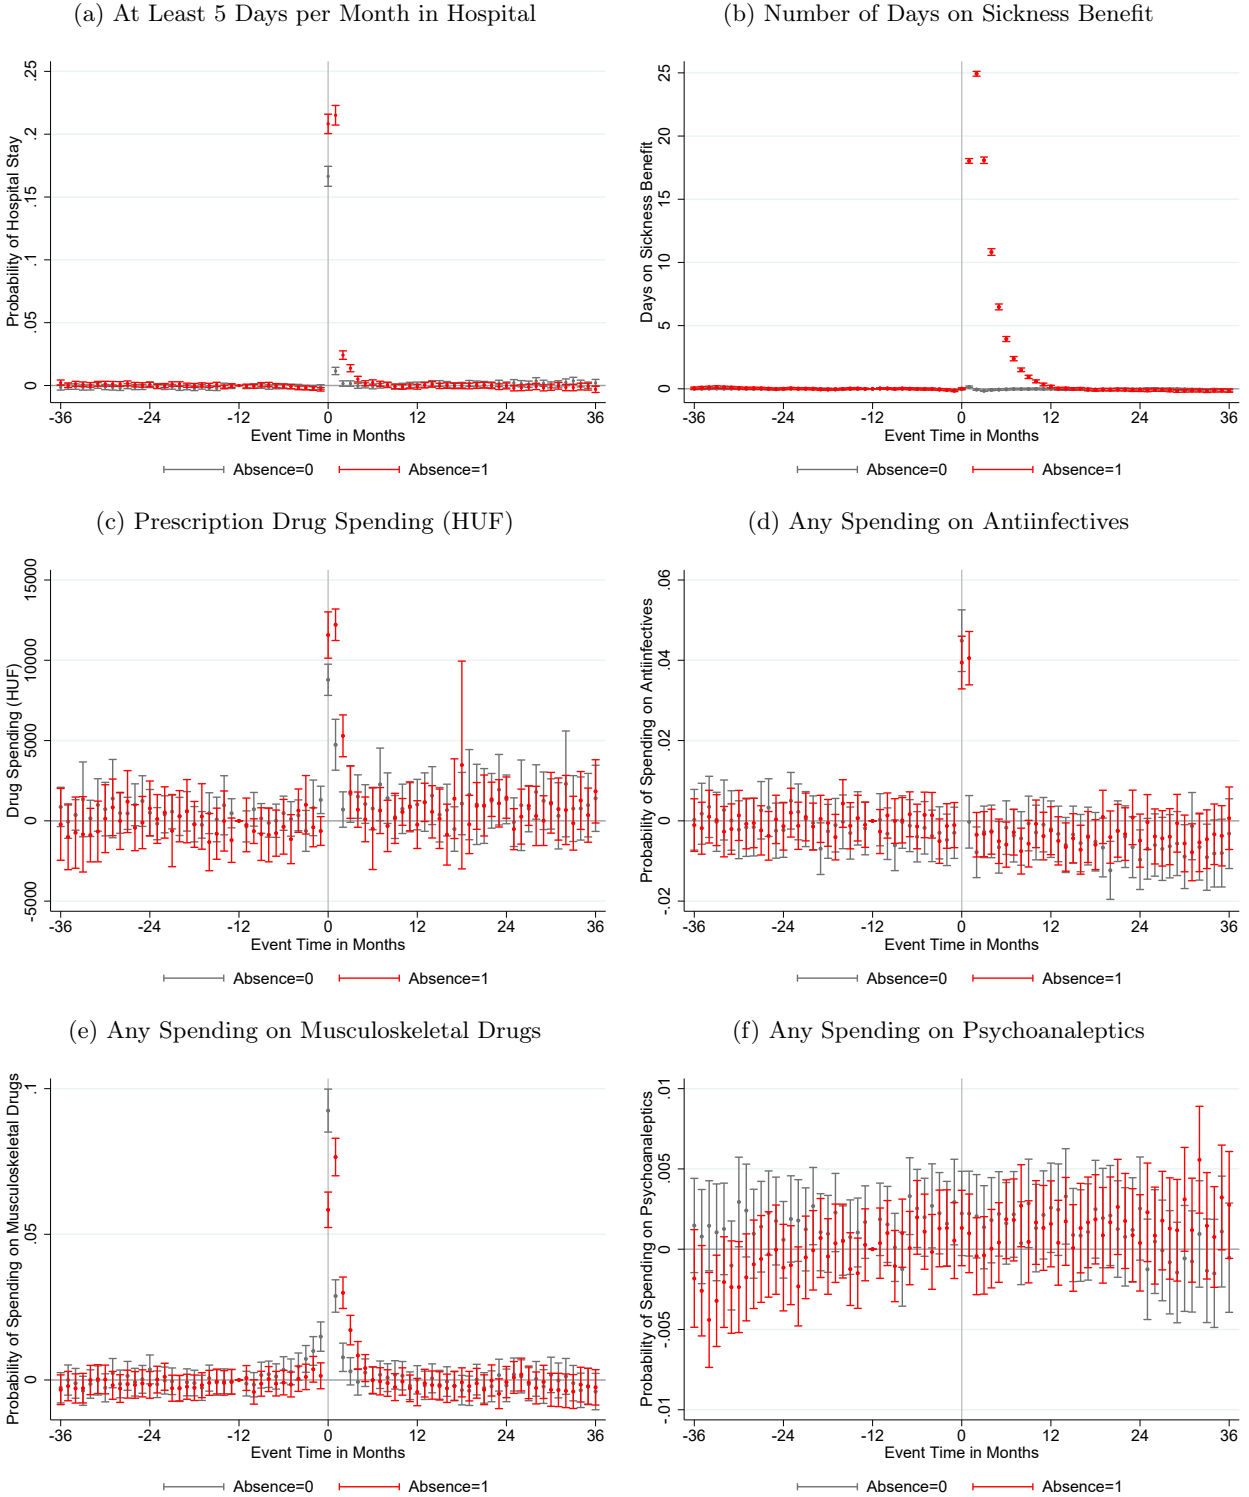 (a) At Least 5 Days per Month in Hospital
Probability of Hospital Stay
.25
.2
.15
.1
.05
0
-36 -24 -12 0 12 24 36
Event Time in Months
Absence=0 Absence=1
(b) Number of Days on Sickness Benefit
Days on Sickness Benefit
25
20
15
10
5
0
-36 -24 -12 0 12 24 36
Event Time in Months
Absence=0 Absence=1
(c) Prescription Drug Spending (HUF)
Drug Spending (HUF)
15000
10000
5000
0
-5000
-36 -24 -12 0 12 24 36
Event Time in Months
Absence=0 Absence=1
(d) Any Spending on Antiinfectives
Probability of Spending on Antiinfectives
.06
.04
.02
0
-.02
-36 -24 -12 0 12 24 36
Event Time in Months
Absence=0 Absence=1
(e) Any Spending on Musculoskeletal Drugs
Probability of Spending on Musculoskeletal Drugs
.1
.05
0
-36 -24 -12 0 12 24 36
Event Time in Months
Absence=0 Absence=1
(f) Any Spending on Psychoanaleptics
Probability of Spending on Psychoanaleptics
.01
.005
0
-.005
-.01
-36 -24 -12 0 12 24 36
Event Time in Months
Absence=0 Absence=1